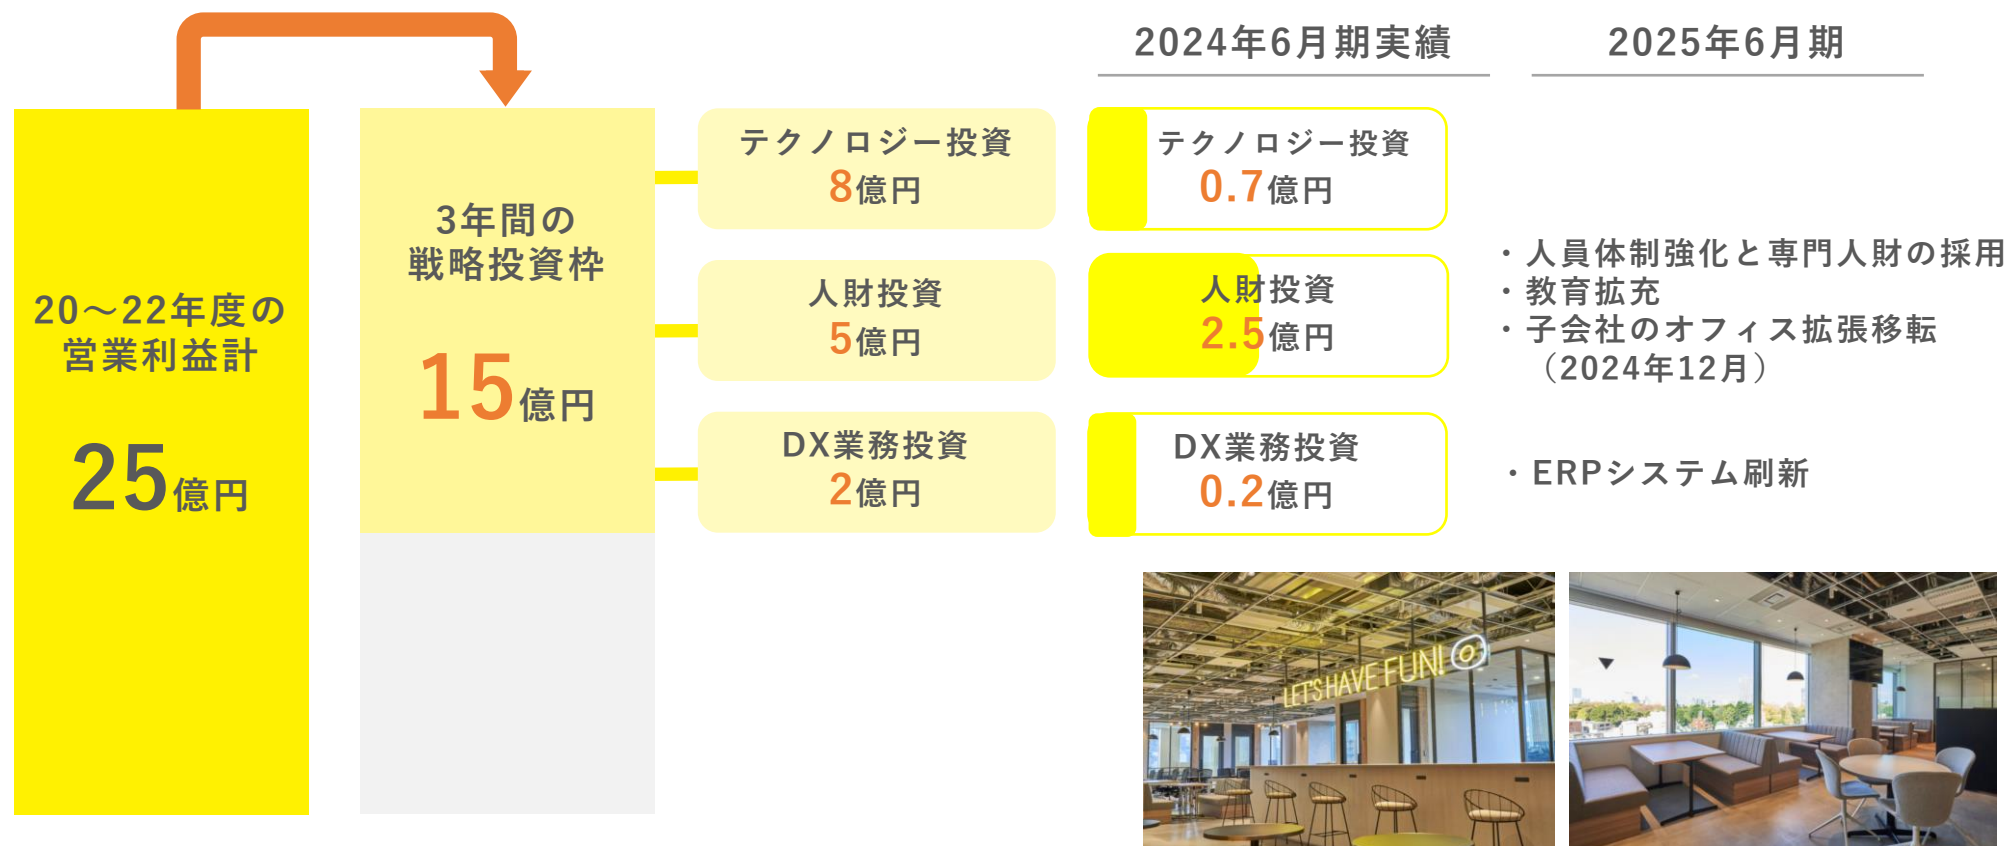 2024年6月期実績
2025年6月期
20～22年度の
営業利益計
25億円
3年間の
戦略投資枠
15億円
テクノロジー投資
8億円
人財投資
5億円
DX業務投資
2億円
テクノロジー投資
0.7億円
人財投資
2.5億円
DX業務投資
0.2億円
・人員体制強化と専門人財の採用
・教育拡充
・子会社のオフィス拡張移転
（2024年12月）
・ERPシステム刷新
LET'S HAVE FUN!